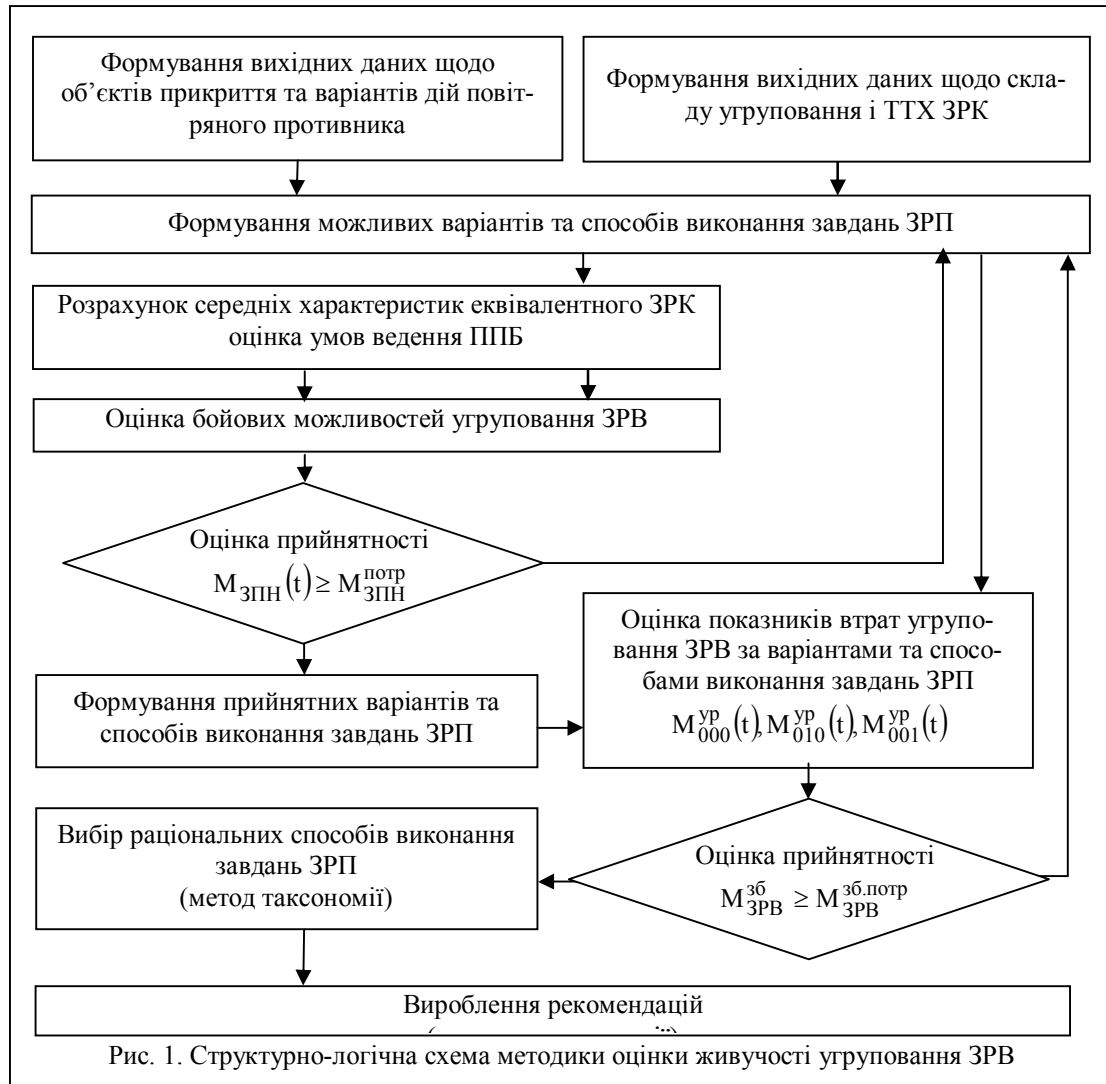 Формування вихідних даних щодо
об’єктів прикриття та варіантів дій повіт-
ряного противника
Формування вихідних даних щодо скла-
ду угруповання і ТТХ ЗРК
Формування можливих варіантів та способів виконання завдань ЗРП
Розрахунок середніх характеристик еквівалентного ЗРК
оцінка умов ведення ППБ
Оцінка бойових можливостей угруповання ЗРВ
Оцінка прийнятності
M_ЗПН(t) ≥ M_ЗПН^потр
Оцінка показників втрат угрупо-
вання ЗРВ за варіантами та спосо-
бами виконання завдань ЗРП
M_000^ур(t), M_010^ур(t), M_001^ур(t)
Формування прийнятних варіантів та
способів виконання завдань ЗРП
Вибір раціональних способів виконання
завдань ЗРП
(метод таксономії)
Оцінка прийнятності
M_ЗРВ^зб ≥ M_ЗРВ^зб.потр
Вироблення рекомендацій
Рис. 1. Структурно-логічна схема методики оцінки живучості угруповання ЗРВ